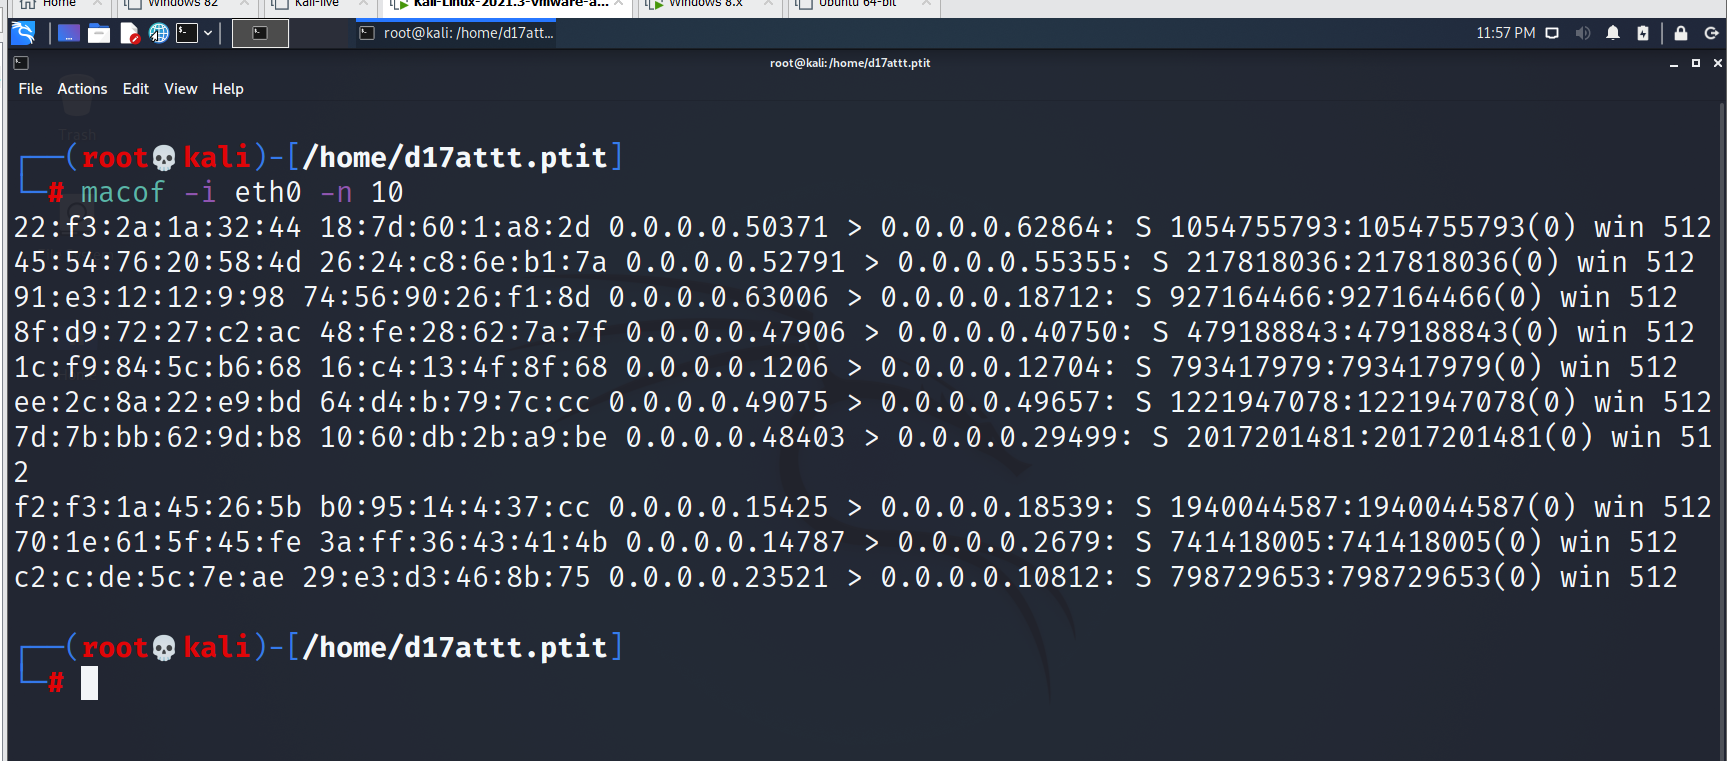 Home
Windows 82
Kali-live
Kali-Linux-2021.3-vmware-a...
Windows 8.x
Ubuntu 64-bit
root@kali: /home/d17att...
11:57 PM
root@kali: /home/d17attt.ptit
File Actions Edit View Help
Trash
┌──(root💀kali)-[/home/d17attt.ptit]
└─# macof -i eth0 -n 10
22:f3:2a:1a:32:44 18:7d:60:1:a8:2d 0.0.0.0.50371 > 0.0.0.0.62864: S 1054755793:1054755793(0) win 512
45:54:76:20:58:4d 26:24:c8:6e:b1:7a 0.0.0.0.52791 > 0.0.0.0.55355: S 217818036:217818036(0) win 512
91:e3:12:12:9:98 74:56:90:26:f1:8d 0.0.0.0.63006 > 0.0.0.0.18712: S 927164466:927164466(0) win 512
8f:d9:72:27:c2:ac 48:fe:28:62:7a:7f 0.0.0.0.47906 > 0.0.0.0.40750: S 479188843:479188843(0) win 512
1c:f9:84:5c:b6:68 16:c4:13:4f:8f:68 0.0.0.0.1206 > 0.0.0.0.12704: S 793417979:793417979(0) win 512
ee:2c:8a:22:e9:bd 64:d4:b:79:7c:cc 0.0.0.0.49075 > 0.0.0.0.49657: S 1221947078:1221947078(0) win 512
7d:7b:bb:62:9d:b8 10:60:db:2b:a9:be 0.0.0.0.48403 > 0.0.0.0.29499: S 2017201481:2017201481(0) win 51
2
f2:f3:1a:45:26:5b b0:95:14:4:37:cc 0.0.0.0.15425 > 0.0.0.0.18539: S 1940044587:1940044587(0) win 512
70:1e:61:5f:45:fe 3a:ff:36:43:41:4b 0.0.0.0.14787 > 0.0.0.0.2679: S 741418005:741418005(0) win 512
c2:c:de:5c:7e:ae 29:e3:d3:46:8b:75 0.0.0.0.23521 > 0.0.0.0.10812: S 798729653:798729653(0) win 512
┌──(root💀kali)-[/home/d17attt.ptit]
└─#